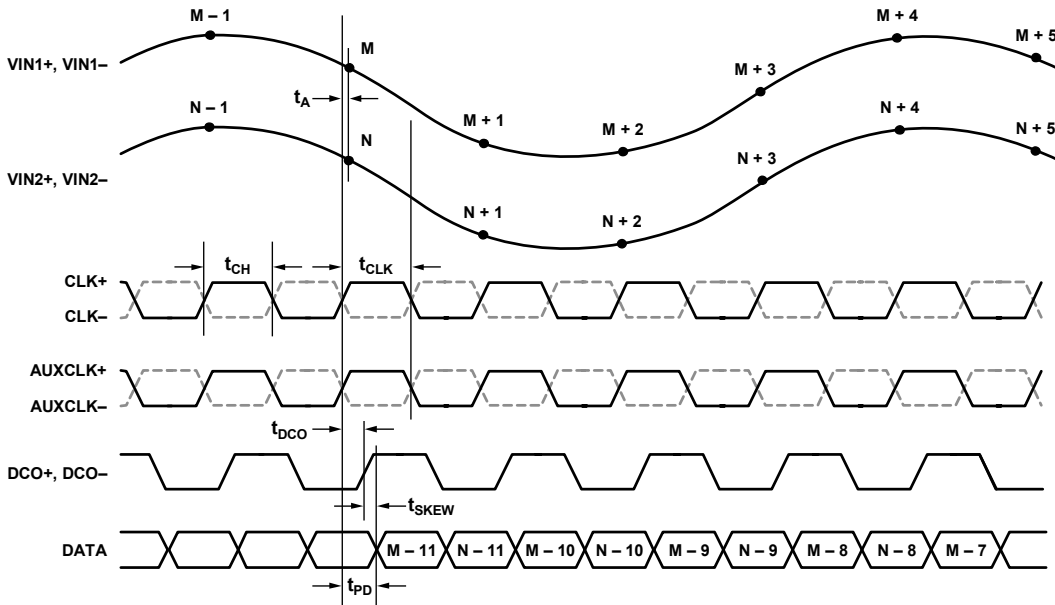 M – 1
M
M + 4
M + 5
VIN1+, VIN1–
M + 3
tA
N – 1
M + 1
M + 2
N + 4
N
N + 5
VIN2+, VIN2–
N + 3
N + 1
N + 2
tCH
tCLK
CLK+
CLK–
AUXCLK+
AUXCLK–
tDCO
DCO+, DCO–
tSKEW
DATA
M – 11 N – 11 M – 10 N – 10 M – 9 N – 9 M – 8 N – 8 M – 7
tPD